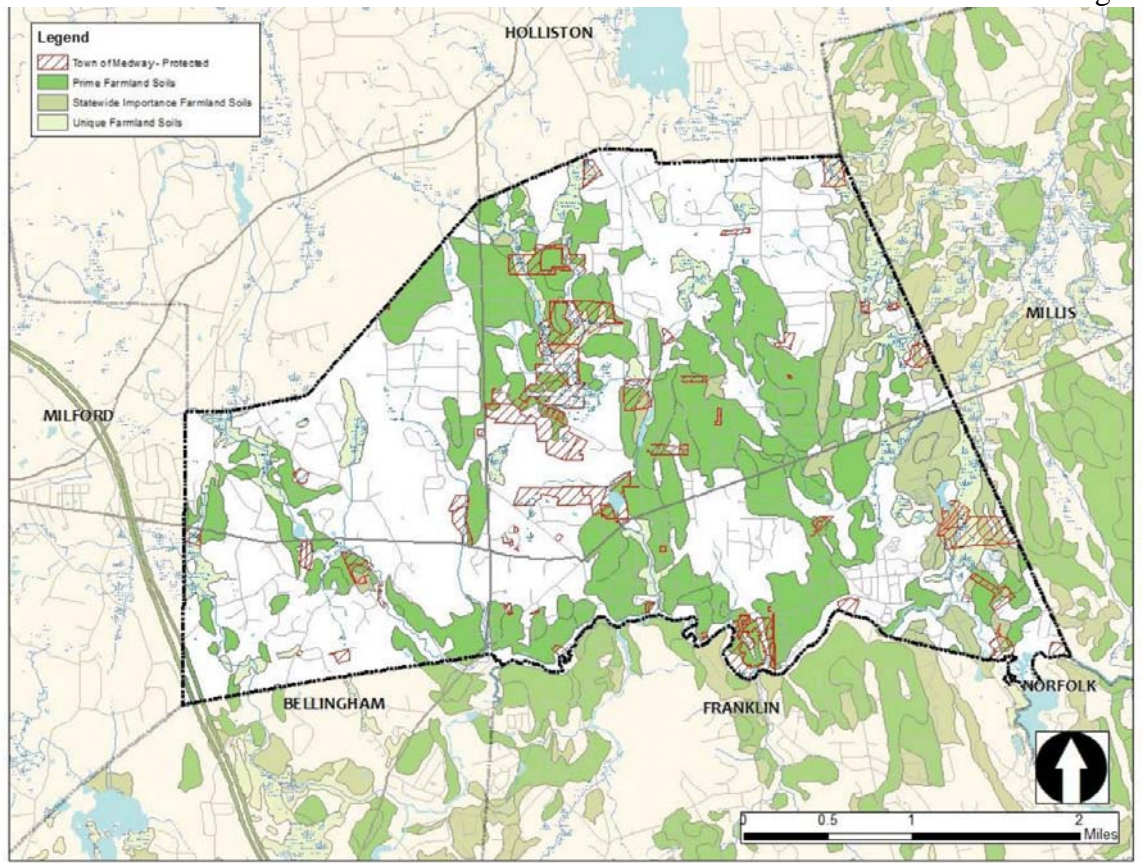 HOLLISTON
Legend
Town of Medway - Protected
Prime Farmland Soils
Statewide Importance Farmland Soils
Unique Farmland Soils
MILLIS
MILFORD
NORFOLK
BELLINGHAM
FRANKLIN
0 0.5 1 2
Miles